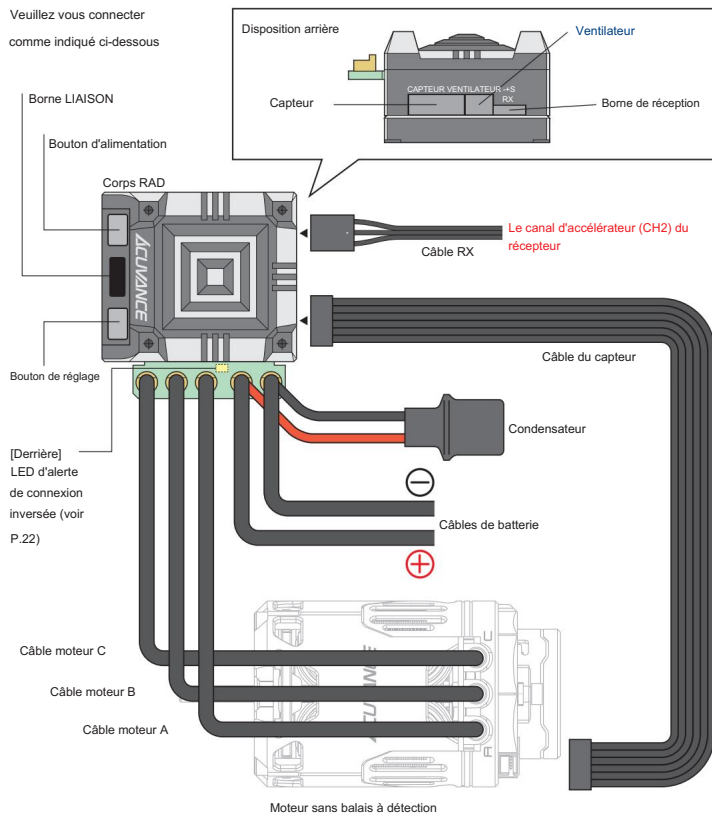 Veuillez vous connecter
comme indiqué ci-dessous
Disposition arrière
Ventilateur
CAPTEUR VENTILATEUR -+S
RX
Capteur
Borne de réception
Borne LIAISON
Bouton d'alimentation
Corps RAD
ACUVANCE
Le canal d'accélérateur (CH2) du
récepteur
Câble RX
Câble du capteur
Bouton de réglage
Condensateur
[Derrière]
LED d'alerte
de connexion
inversée (voir
P.22)
−
Câbles de batterie
+
Câble moteur C
Câble moteur B
Câble moteur A
ACUVANCE
C
A
Moteur sans balais à détection